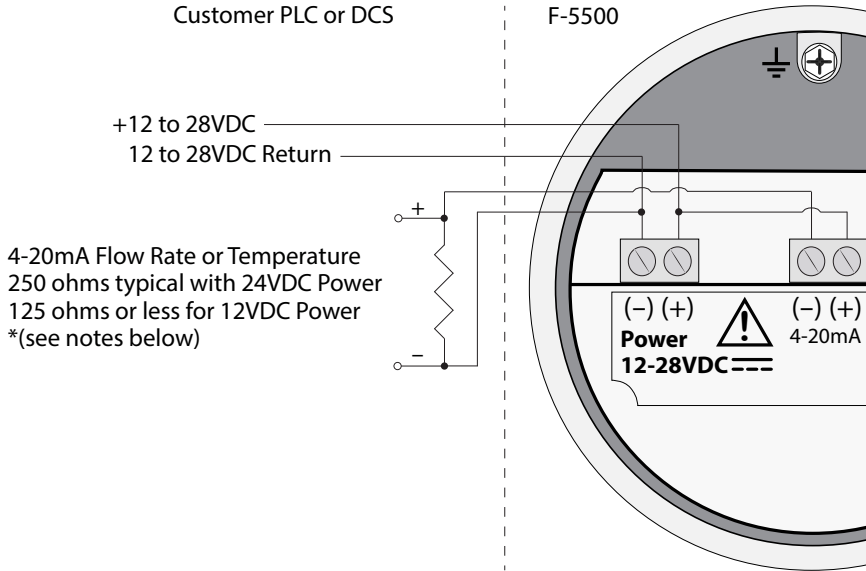 Customer PLC or DCS
F-5500
+12 to 28VDC
12 to 28VDC Return
+
4-20mA Flow Rate or Temperature
250 ohms typical with 24VDC Power
125 ohms or less for 12VDC Power
*(see notes below)
−
(−) (+)
Power
12-28VDC
(−) (+)
4-20mA